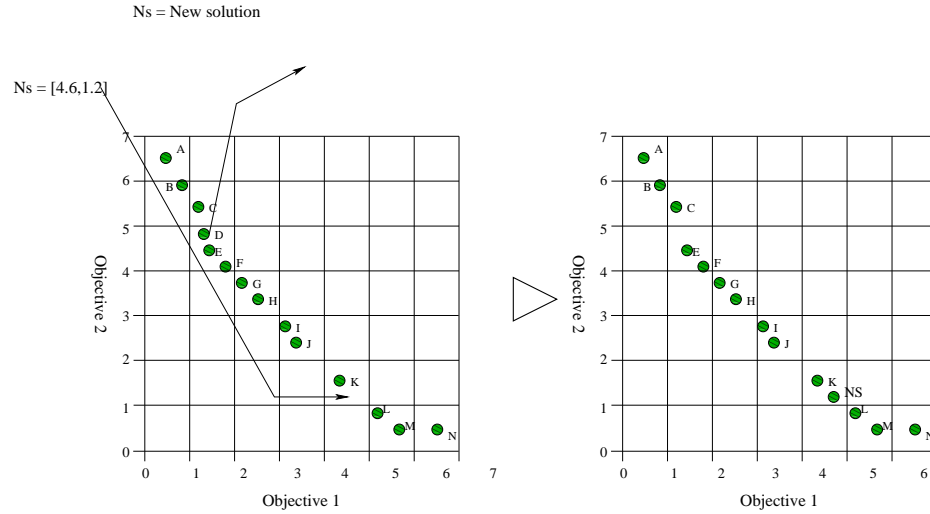 Ns = New solution
Ns = [4.6,1.2]
7
6
5
4
3
2
1
0
Objective 2
A
B
C
D
E
F
G
H
I
J
K
L
M
N
0 1 2 3 4 5 6 7
Objective 1
7
6
5
4
3
2
1
0
Objective 2
A
B
C
E
F
G
H
I
J
K
NS
L
M
N
0 1 2 3 4 5 6
Objective 1